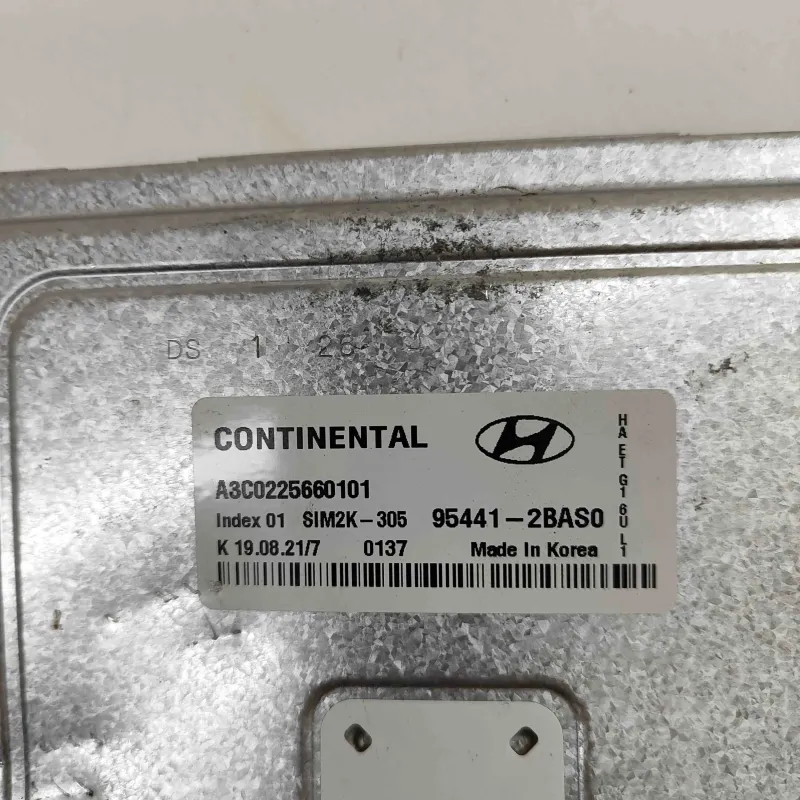 DS 1 26
CONTINENTAL
A3C0225660101
Index 01 SIM2K-305 95441-2BAS0
K 19.08.21/7 0137 Made In Korea
HA ET G1 6U L1